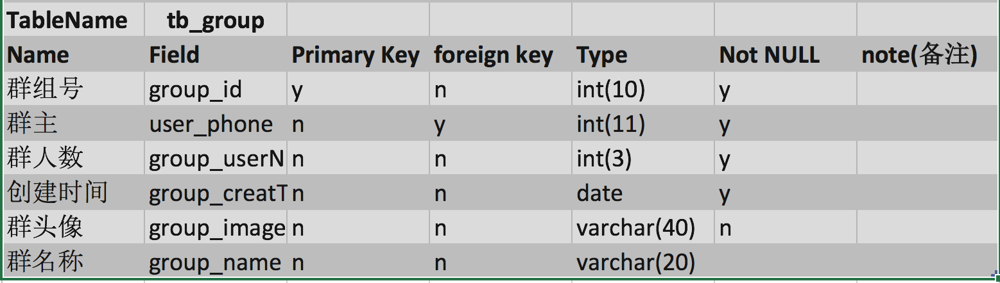 TableName tb_group
Name Field Primary Key foreign key Type Not NULL note(备注)
群组号 group_id y n int(10) y
群主 user_phone n y int(11) y
群人数 group_userN n n int(3) y
创建时间 group_creatT n n date y
群头像 group_image n n varchar(40) n
群名称 group_name n n varchar(20)